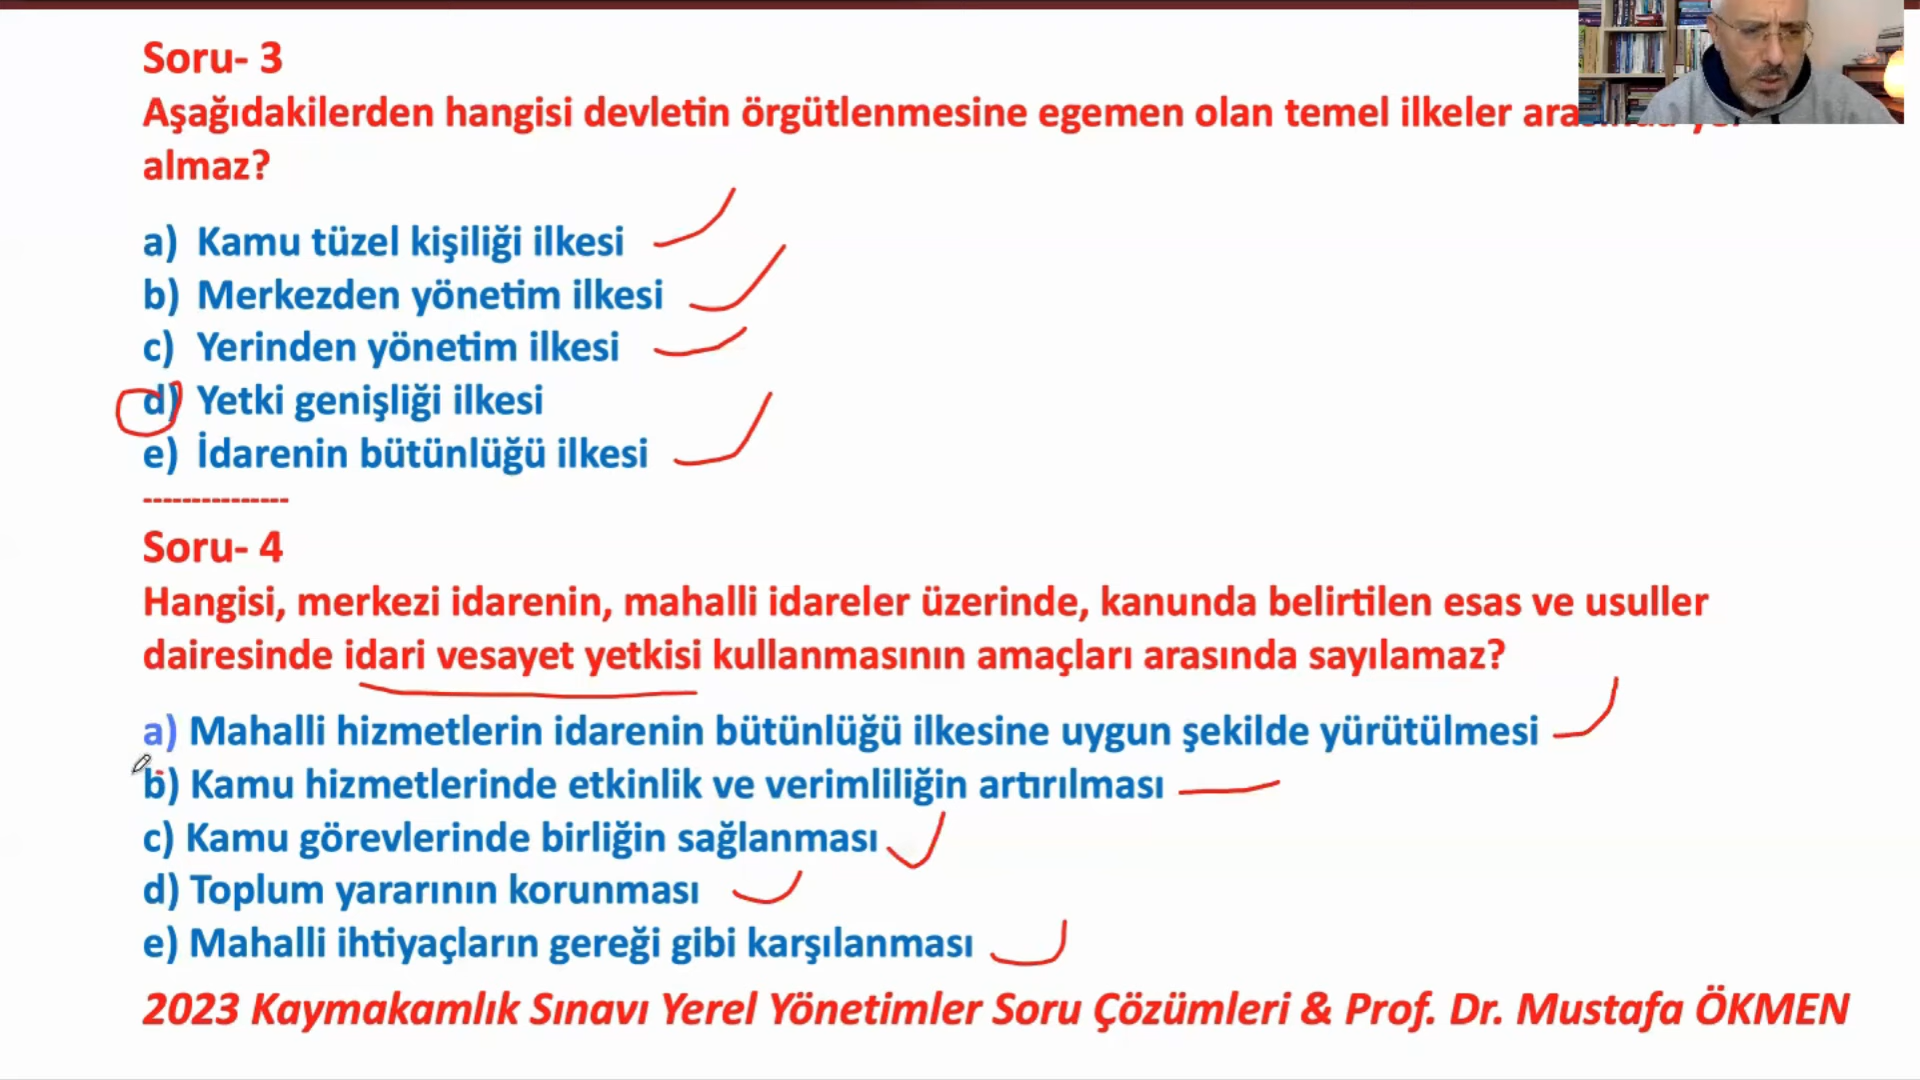 Soru- 3
Aşağıdakilerden hangisi devletin örgütlenmesine egemen olan temel ilkeler
almaz?
a) Kamu tüzel kişiliği ilkesi
b) Merkezden yönetim ilkesi
c) Yerinden yönetim ilkesi
d) Yetki genişliği ilkesi
e) İdarenin bütünlüğü ilkesi
---------------
Soru- 4
Hangisi, merkezi idarenin, mahalli idareler üzerinde, kanunda belirtilen esas ve usuller
dairesinde idari vesayet yetkisi kullanmasının amaçları arasında sayılamaz?
a) Mahalli hizmetlerin idarenin bütünlüğü ilkesine uygun şekilde yürütülmesi
b) Kamu hizmetlerinde etkinlik ve verimliliğin artırılması
c) Kamu görevlerinde birliğin sağlanması
d) Toplum yararının korunması
e) Mahalli ihtiyaçların gereği gibi karşılanması
2023 Kaymakamlık Sınavı Yerel Yönetimler Soru Çözümleri & Prof. Dr. Mustafa ÖKMEN